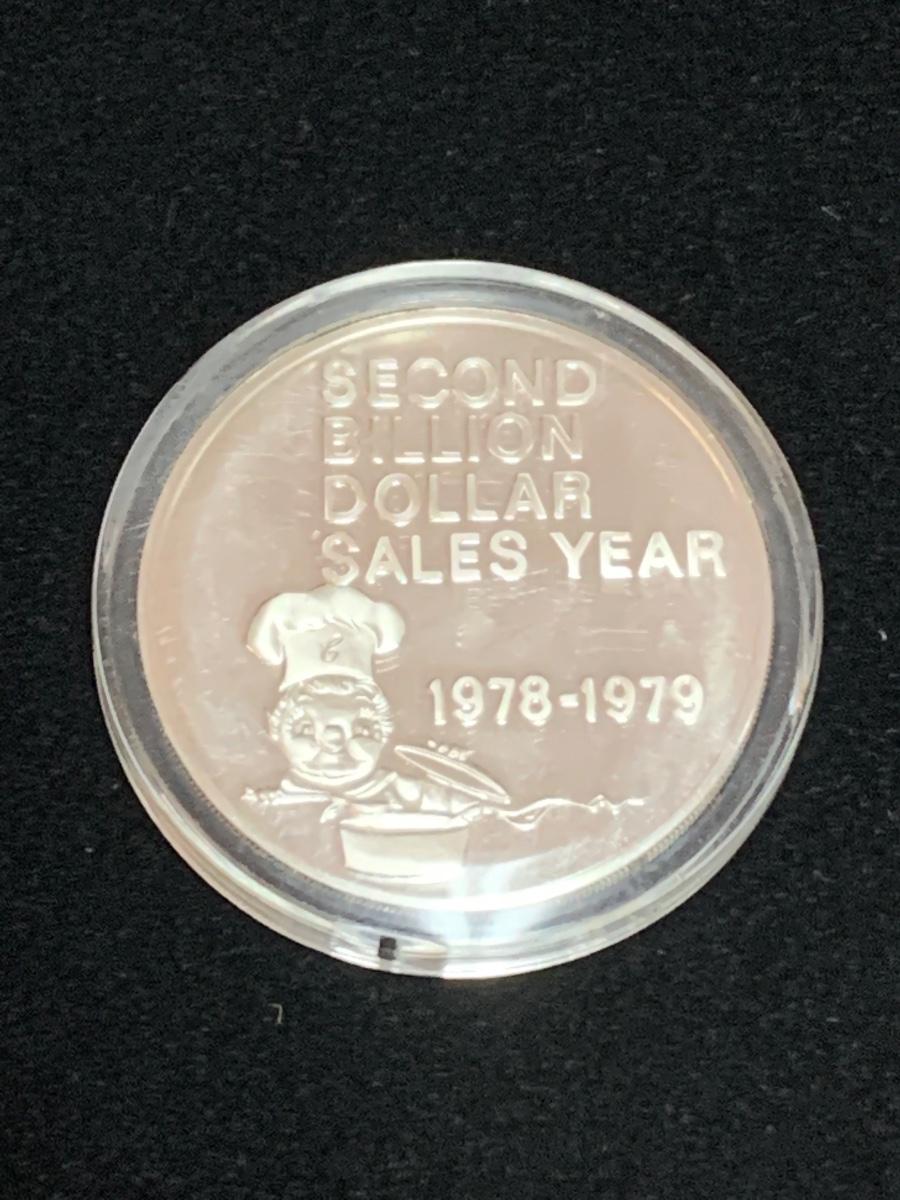 SECOND
BILLION
DOLLAR
SALES YEAR
1978-1979